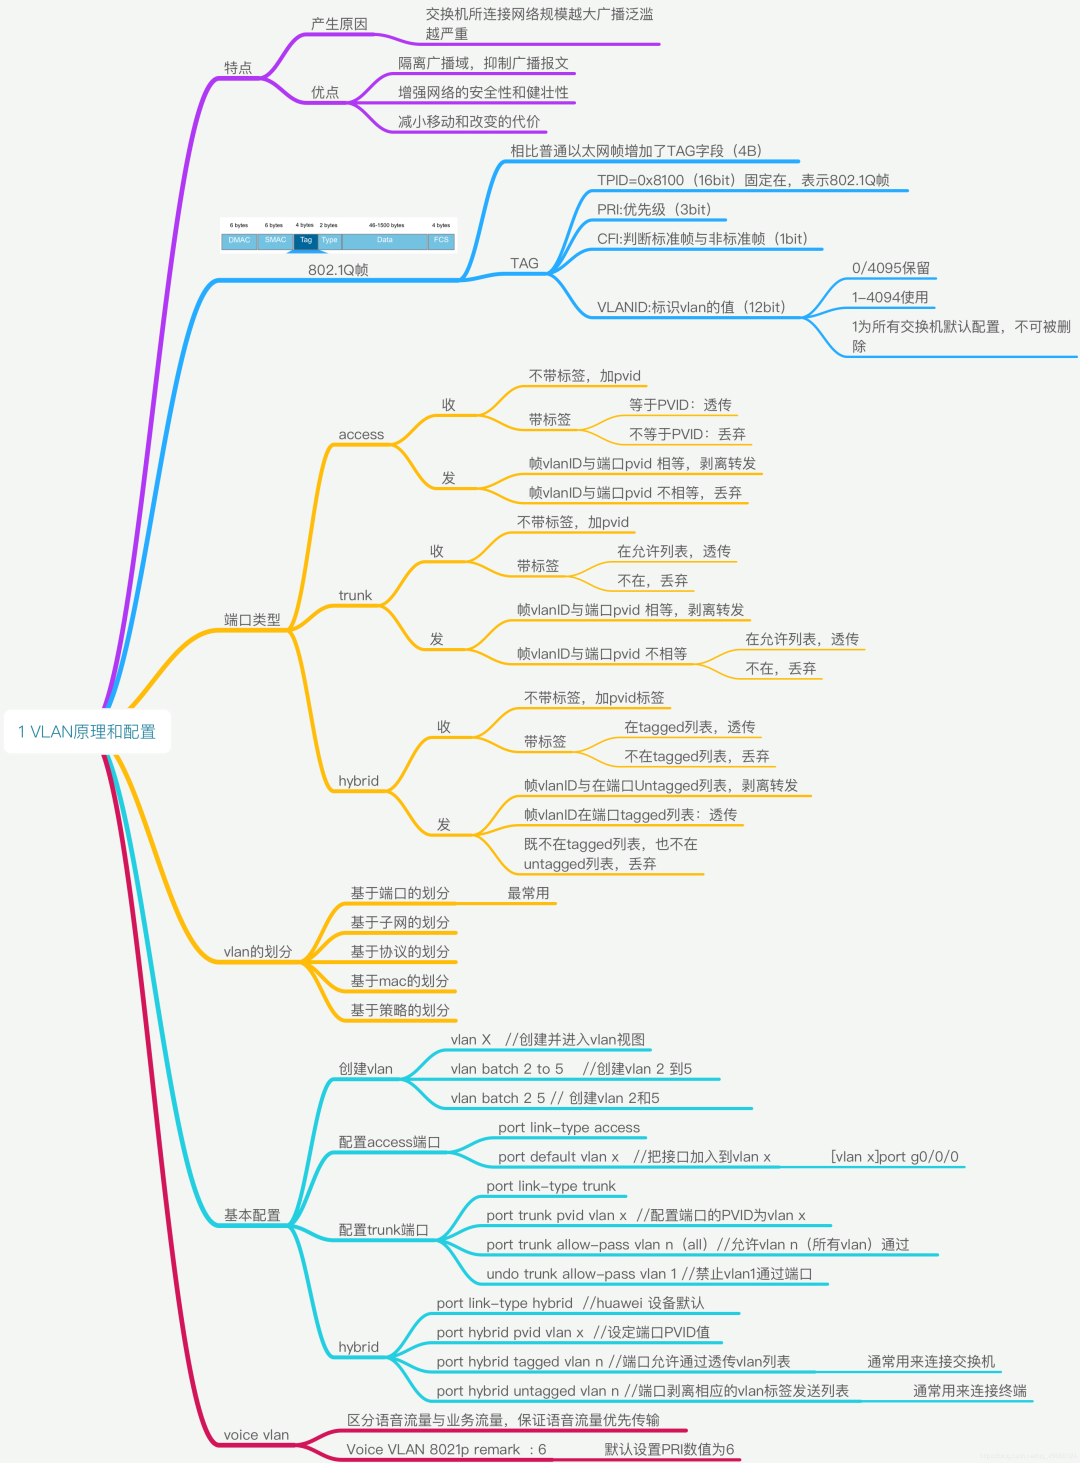 交换机所连接网络规模越大广播泛滥
越严重
产生原因
隔离广播域，抑制广播报文
特点
优点
增强网络的安全性和健壮性
减小移动和改变的代价
相比普通以太网帧增加了TAG字段（4B）
TPID=0x8100（16bit）固定在，表示802.1Q帧
PRI:优先级（3bit）
6 bytes 6 bytes 4 bytes 2 bytes 46-1500 bytes 4 bytes
DMAC SMAC Tag Type Data FCS
CFI:判断标准帧与非标准帧（1bit）
802.1Q帧
TAG
0/4095保留
VLANID:标识vlan的值（12bit）
1-4094使用
1为所有交换机默认配置，不可被删
除
不带标签，加pvid
收
等于PVID：透传
带标签
不等于PVID：丢弃
access
帧vlanID与端口pvid 相等，剥离转发
发
帧vlanID与端口pvid 不相等，丢弃
不带标签，加pvid
收
在允许列表，透传
带标签
不在，丢弃
trunk
帧vlanID与端口pvid 相等，剥离转发
端口类型
发
在允许列表，透传
帧vlanID与端口pvid 不相等
不在，丢弃
不带标签，加pvid标签
收
在tagged列表，透传
1 VLAN原理和配置
带标签
不在tagged列表，丢弃
hybrid
帧vlanID与在端口Untagged列表，剥离转发
帧vlanID在端口tagged列表：透传
发
既不在tagged列表，也不在
untagged列表，丢弃
基于端口的划分
最常用
基于子网的划分
vlan的划分
基于协议的划分
基于mac的划分
基于策略的划分
vlan X //创建并进入vlan视图
创建vlan
vlan batch 2 to 5 //创建vlan 2 到5
vlan batch 2 5 // 创建vlan 2和5
port link-type access
配置access端口
port default vlan x //把接口加入到vlan x
[vlan x]port g0/0/0
port link-type trunk
基本配置
port trunk pvid vlan x //配置端口的PVID为vlan x
配置trunk端口
port trunk allow-pass vlan n（all）//允许vlan n（所有vlan）通过
undo trunk allow-pass vlan 1 //禁止vlan1通过端口
port link-type hybrid //huawei 设备默认
port hybrid pvid vlan x //设定端口PVID值
hybrid
port hybrid tagged vlan n //端口允许通过透传vlan列表
通常用来连接交换机
port hybrid untagged vlan n //端口剥离相应的vlan标签发送列表
通常用来连接终端
区分语音流量与业务流量，保证语音流量优先传输
voice vlan
Voice VLAN 8021p remark ：6
默认设置PRI数值为6